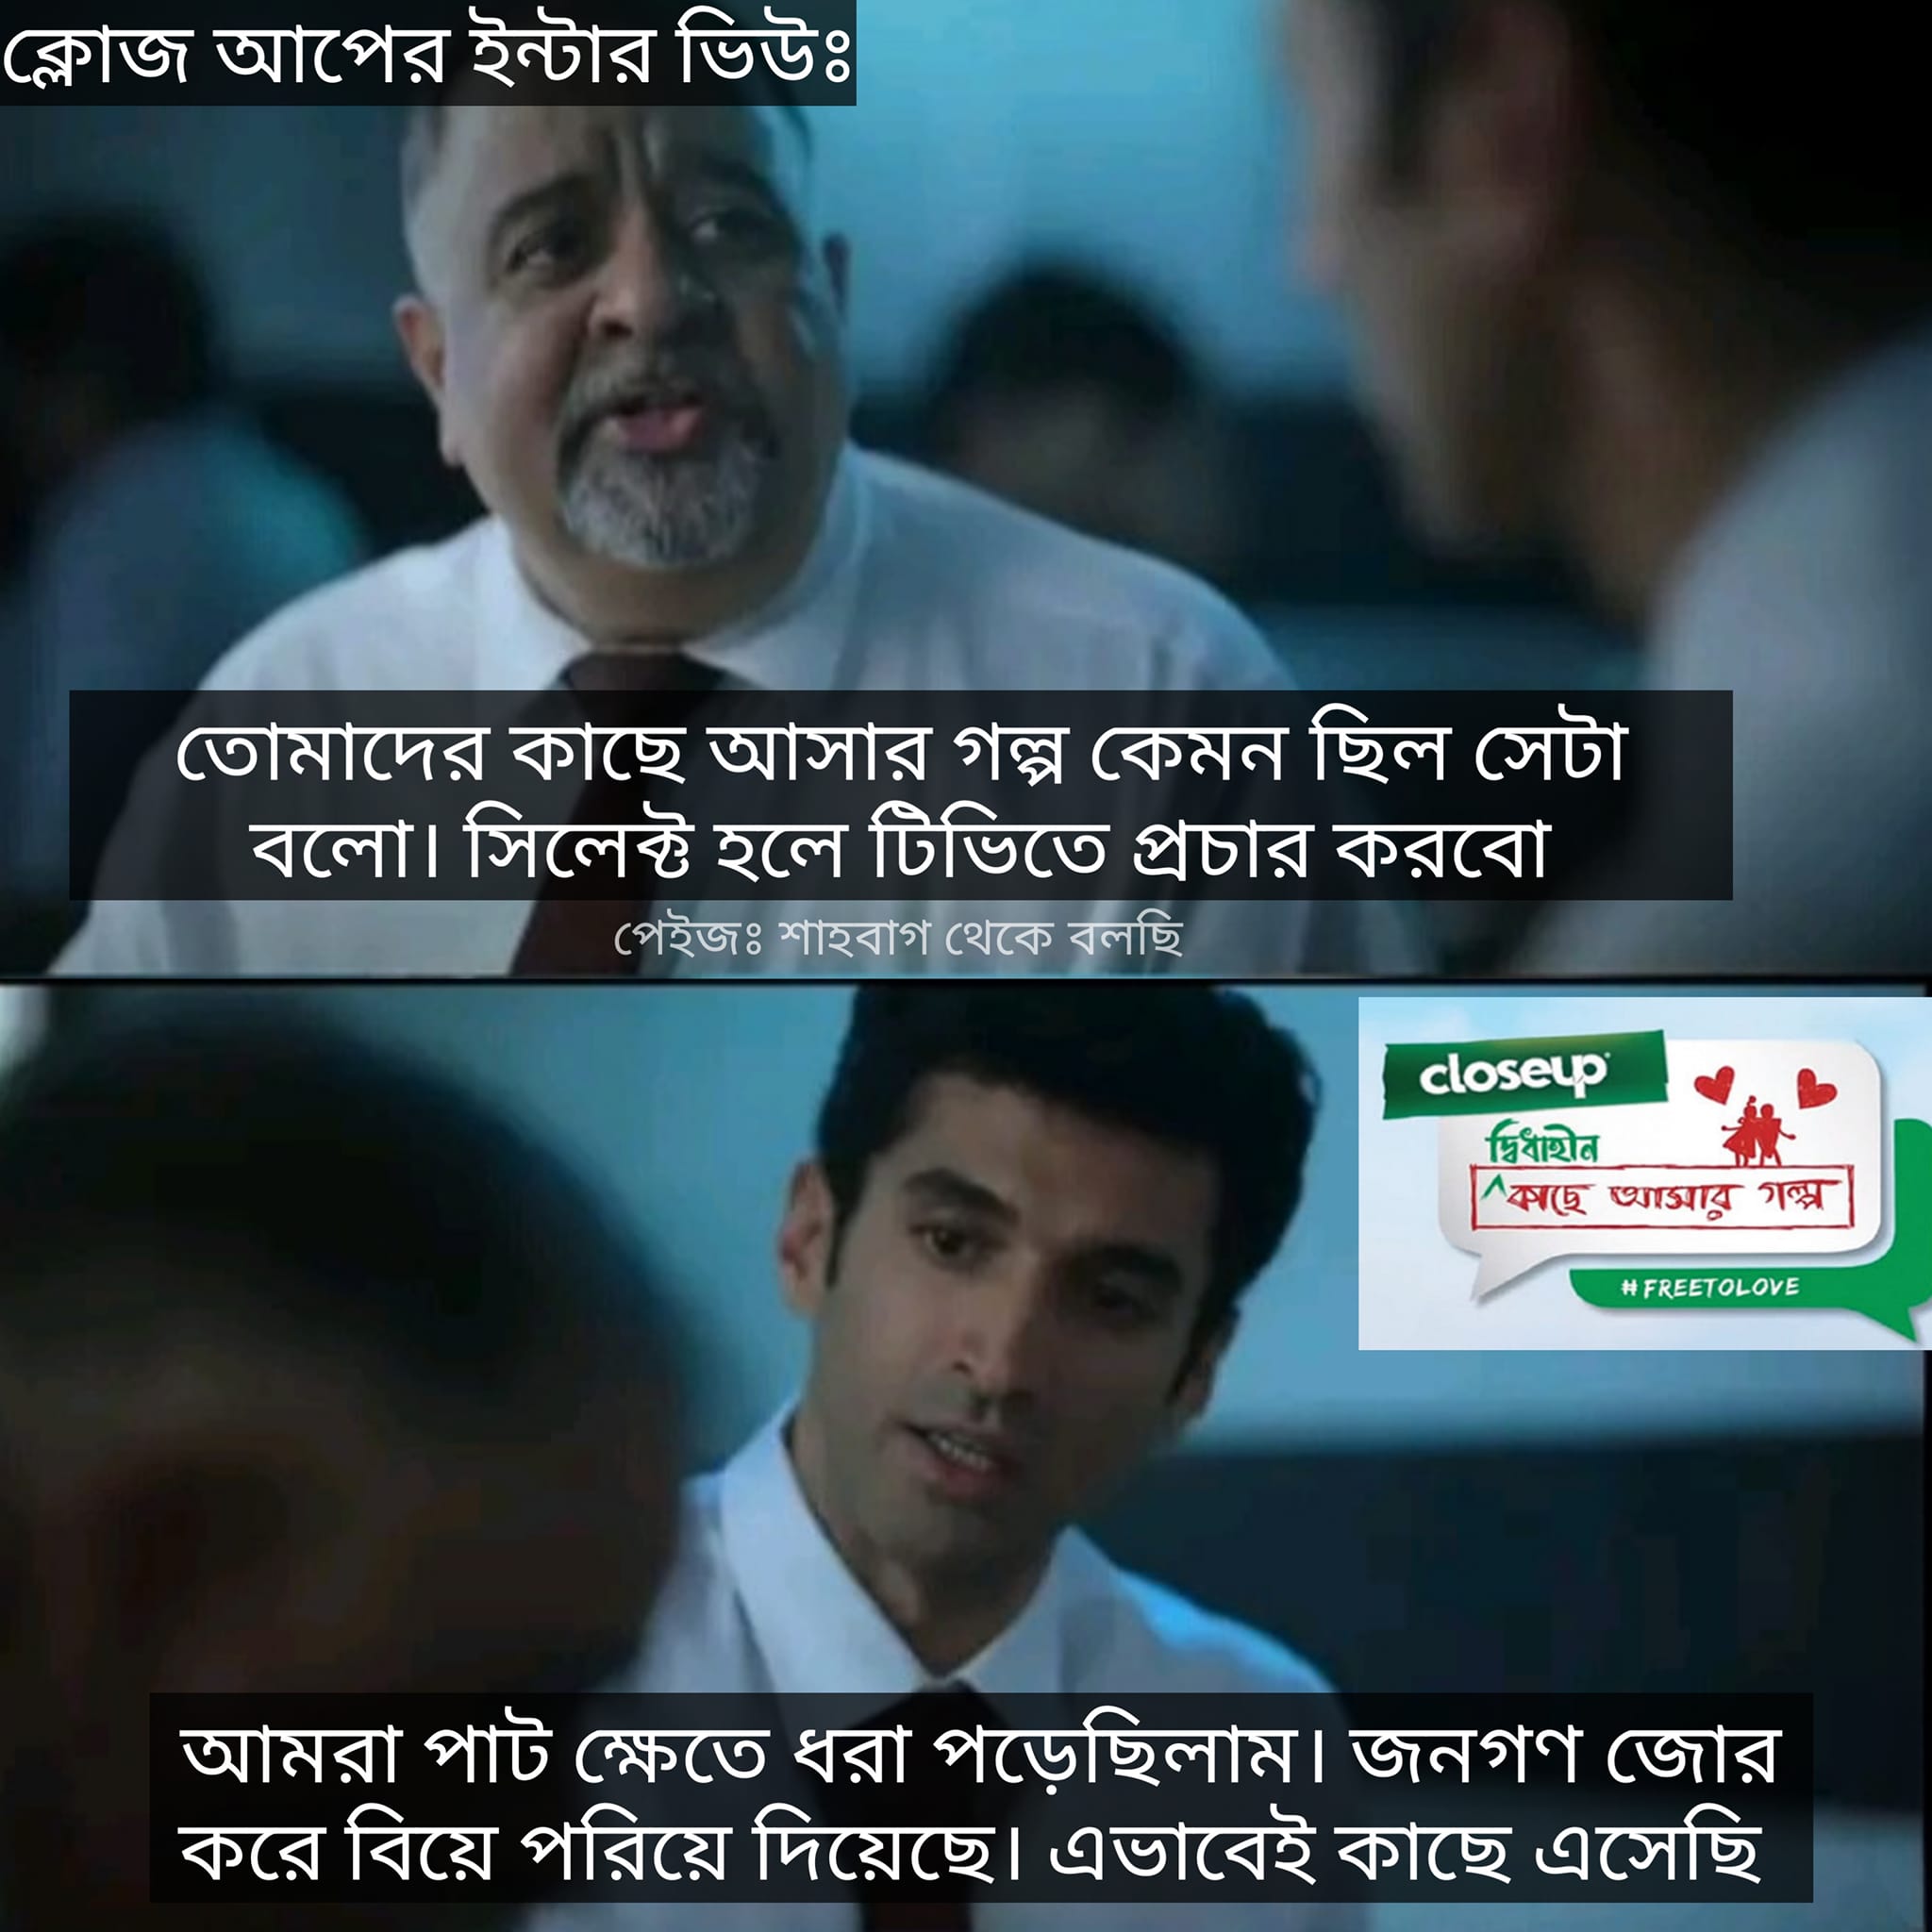 ক্লোজ আপের ইন্টার ভিউঃ
তোমাদের কাছে আসার গল্প কেমন ছিল সেটা
বলো। সিলেক্ট হলে টিভিতে প্রচার করবো
পেইজঃ শাহবাগ থেকে বলছি
closeup
দ্বিধাহীন
কাছে আসার গল্প
#FREETOLOVE
আমরা পাট ক্ষেতে ধরা পড়েছিলাম। জনগণ জোর
করে বিয়ে পরিয়ে দিয়েছে। এভাবেই কাছে এসেছি